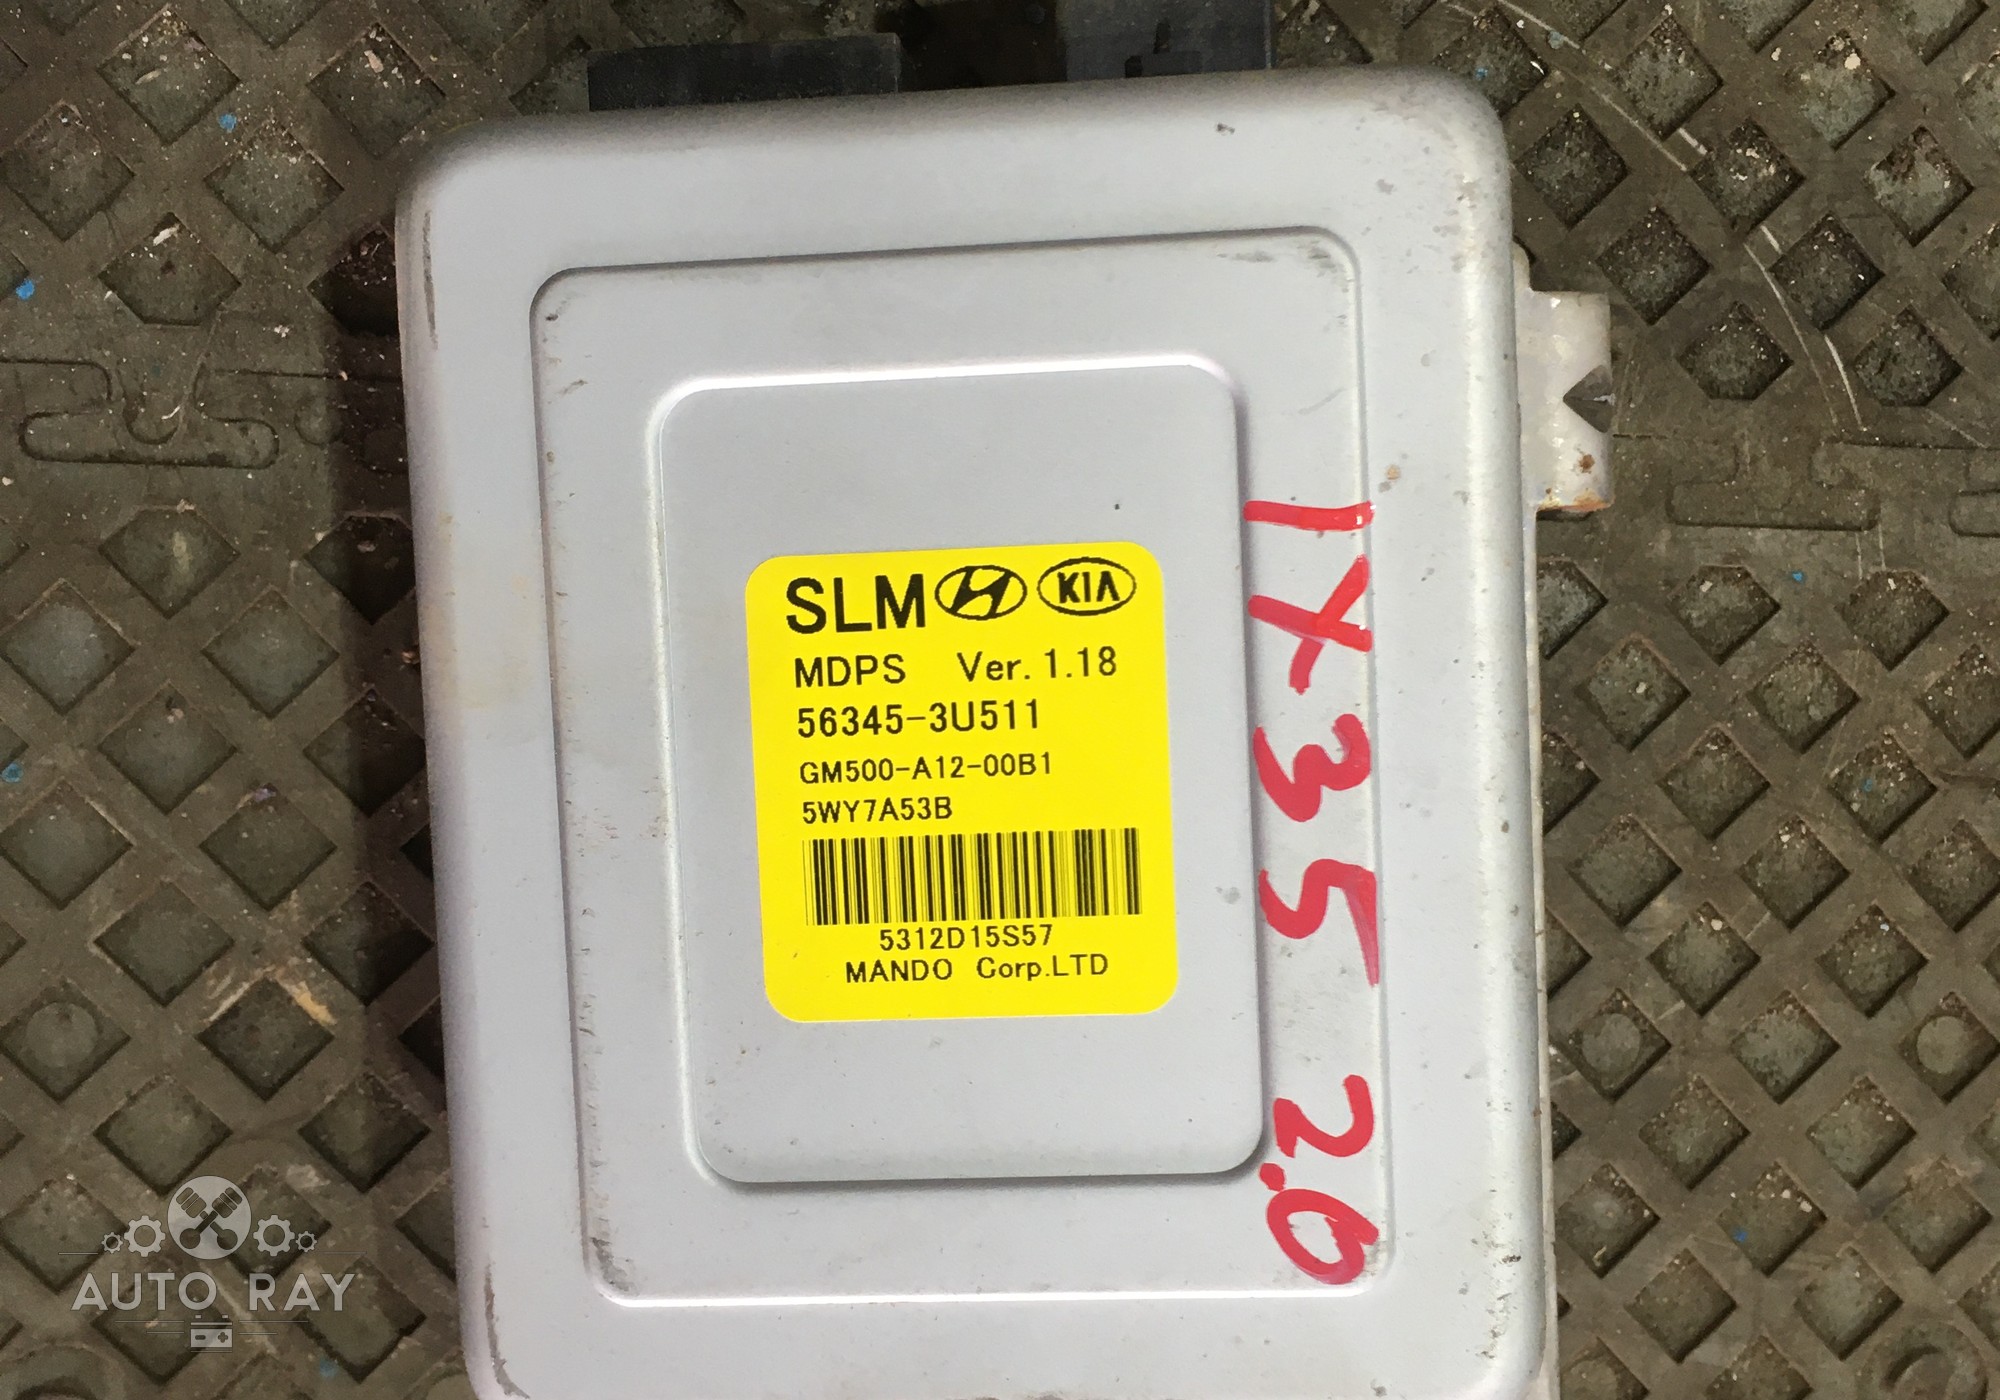 SLM KIA
MDPS Ver. 1.18
56345-3U511
GM500-A12-00B1
5WY7A53B
5312D15S57
MANDO Corp.LTD
IX35 2.0
AUTO RAY